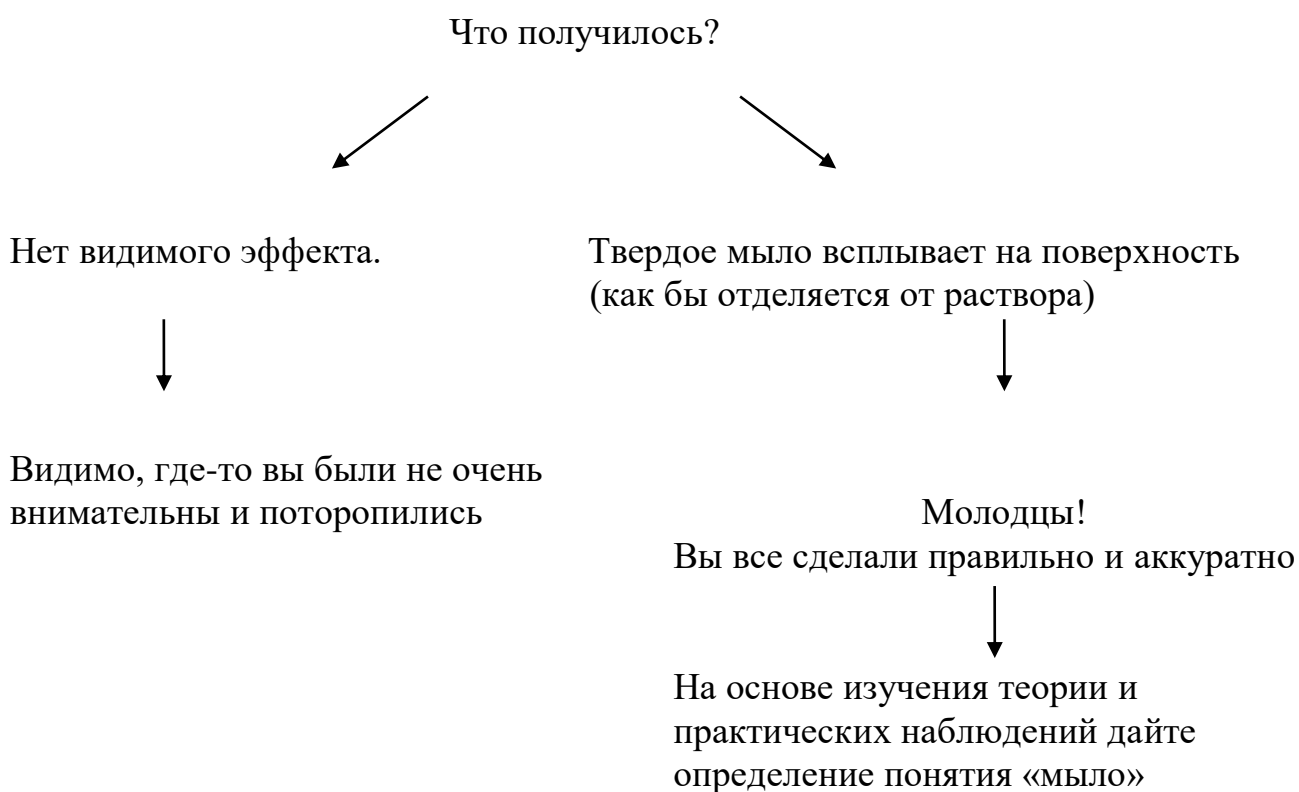 Что получилось?
Нет видимого эффекта.
Твердое мыло всплывает на поверхность
(как бы отделяется от раствора)
Видимо, где-то вы были не очень
внимательны и поторопились
Молодцы!
Вы все сделали правильно и аккуратно
На основе изучения теории и
практических наблюдений дайте
определение понятия «мыло»